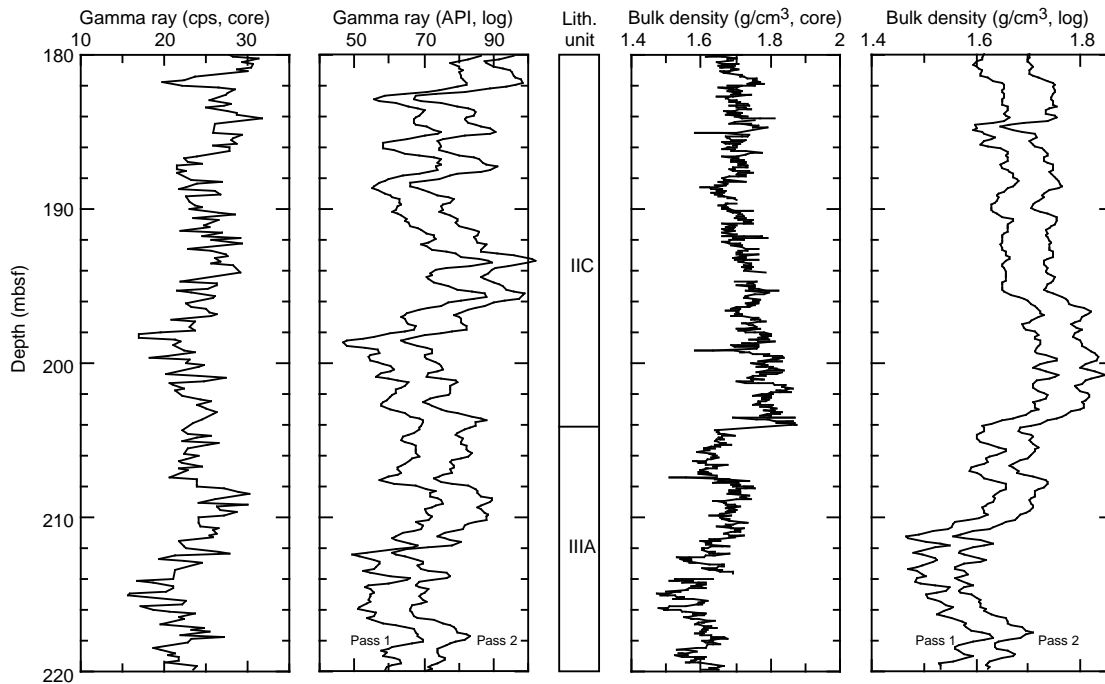 Gamma ray (cps, core)
10 20 30
Gamma ray (API, log)
50 70 90
Lith.
unit
Bulk density (g/cm³, core)
1.4 1.6 1.8 2
Bulk density (g/cm³, log)
1.4 1.6 1.8
Depth (mbsf)
180
190
200
210
220
IIC
IIIA
Pass 1
Pass 2
Pass 1
Pass 2